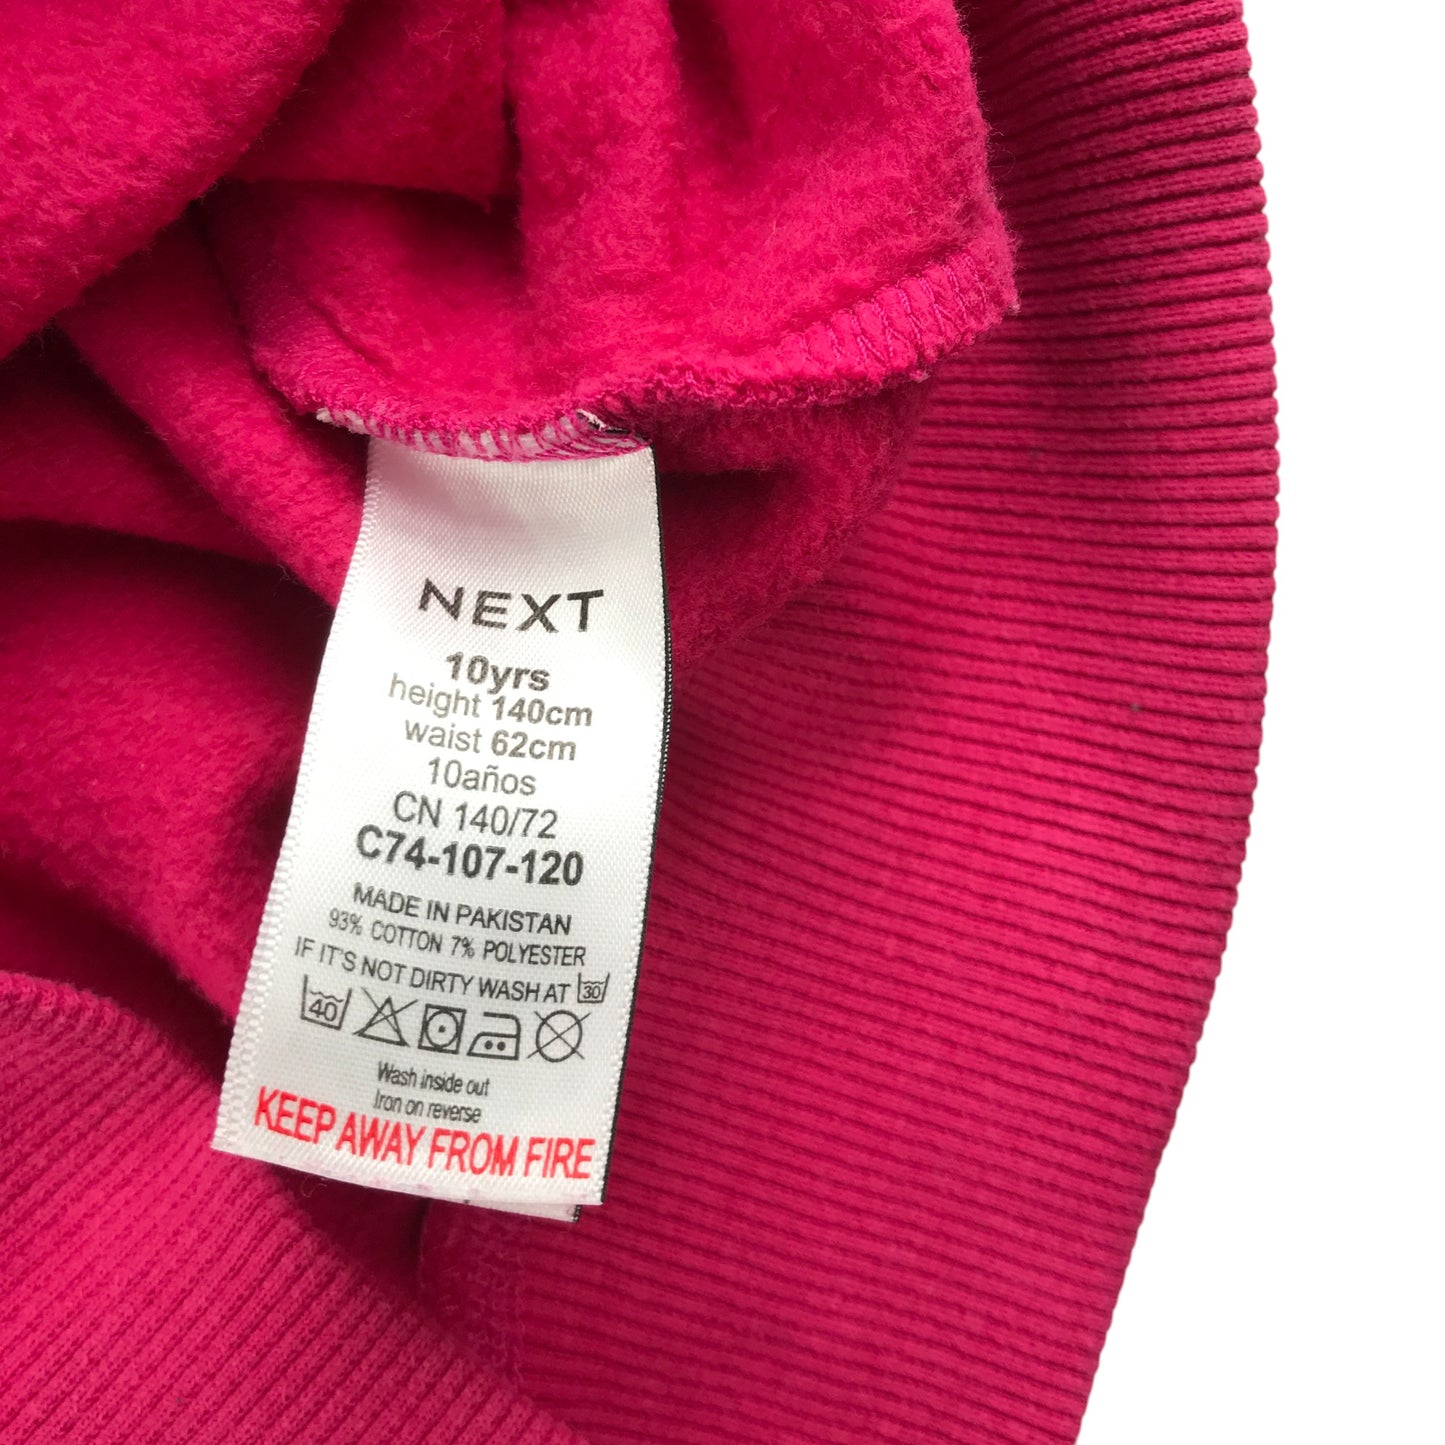 NEXT
10yrs
height 140cm
waist 62cm
10años
CN 140/72
C74-107-120
MADE IN PAKISTAN
93% COTTON 7% POLYESTER
IF IT'S NOT DIRTY WASH AT 30
40
Wash inside out
Iron on reverse
KEEP AWAY FROM FIRE